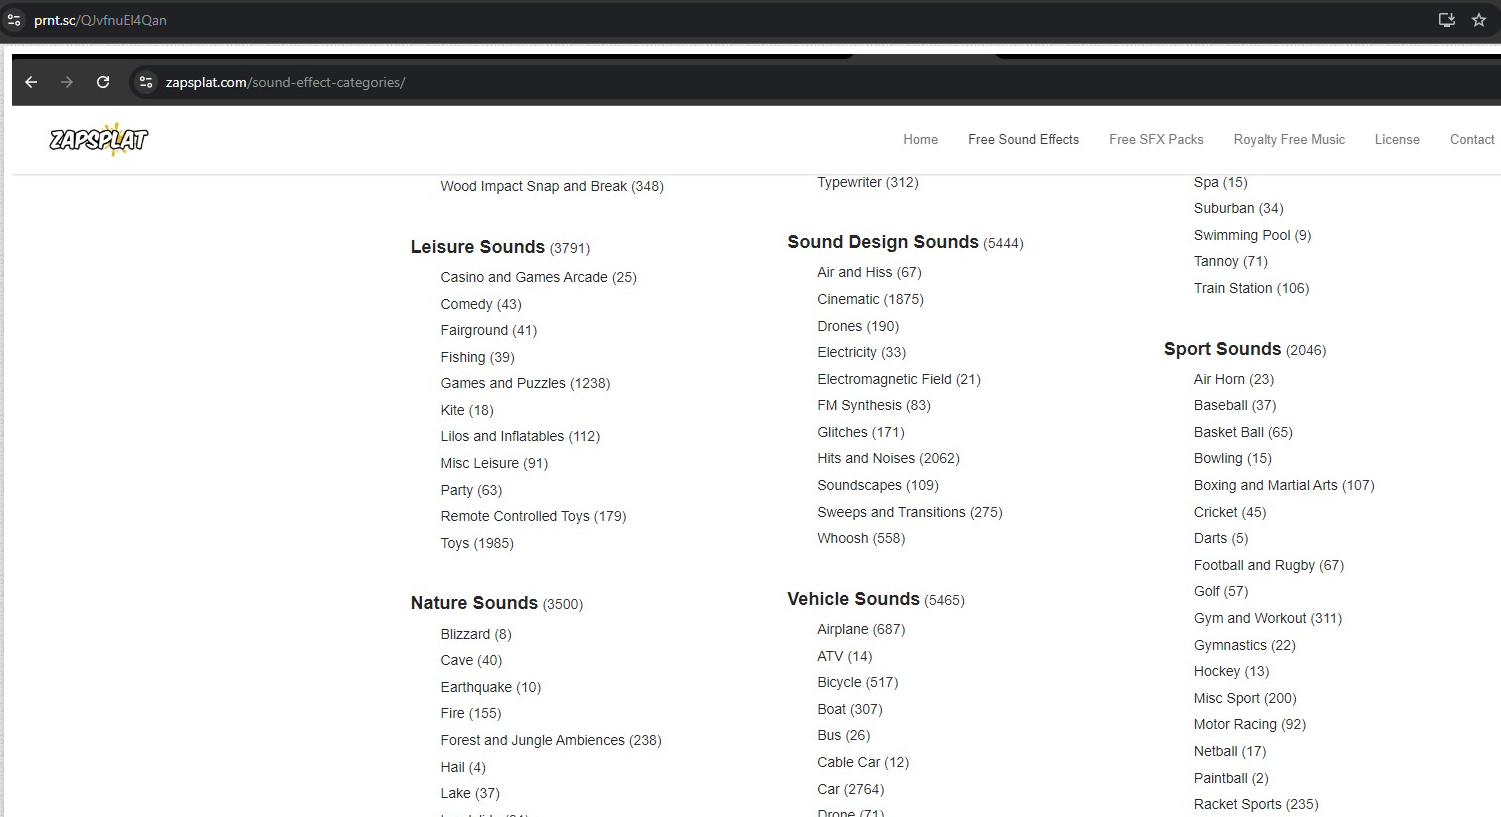 prnt.sc/QJvfnuEl4Qan
zapsplat.com/sound-effect-categories/
ZAPSPLAT
Home
Free Sound Effects
Free SFX Packs
Royalty Free Music
License
Contact
Wood Impact Snap and Break (348)
Leisure Sounds (3791)
Casino and Games Arcade (25)
Comedy (43)
Fairground (41)
Fishing (39)
Games and Puzzles (1238)
Kite (18)
Lilos and Inflatables (112)
Misc Leisure (91)
Party (63)
Remote Controlled Toys (179)
Toys (1985)
Nature Sounds (3500)
Blizzard (8)
Cave (40)
Earthquake (10)
Fire (155)
Forest and Jungle Ambiences (238)
Hail (4)
Lake (37)
Typewriter (312)
Sound Design Sounds (5444)
Air and Hiss (67)
Cinematic (1875)
Drones (190)
Electricity (33)
Electromagnetic Field (21)
FM Synthesis (83)
Glitches (171)
Hits and Noises (2062)
Soundscapes (109)
Sweeps and Transitions (275)
Whoosh (558)
Vehicle Sounds (5465)
Airplane (687)
ATV (14)
Bicycle (517)
Boat (307)
Bus (26)
Cable Car (12)
Car (2764)
Drone (71)
Spa (15)
Suburban (34)
Swimming Pool (9)
Tannoy (71)
Train Station (106)
Sport Sounds (2046)
Air Horn (23)
Baseball (37)
Basket Ball (65)
Bowling (15)
Boxing and Martial Arts (107)
Cricket (45)
Darts (5)
Football and Rugby (67)
Golf (57)
Gym and Workout (311)
Gymnastics (22)
Hockey (13)
Misc Sport (200)
Motor Racing (92)
Netball (17)
Paintball (2)
Racket Sports (235)